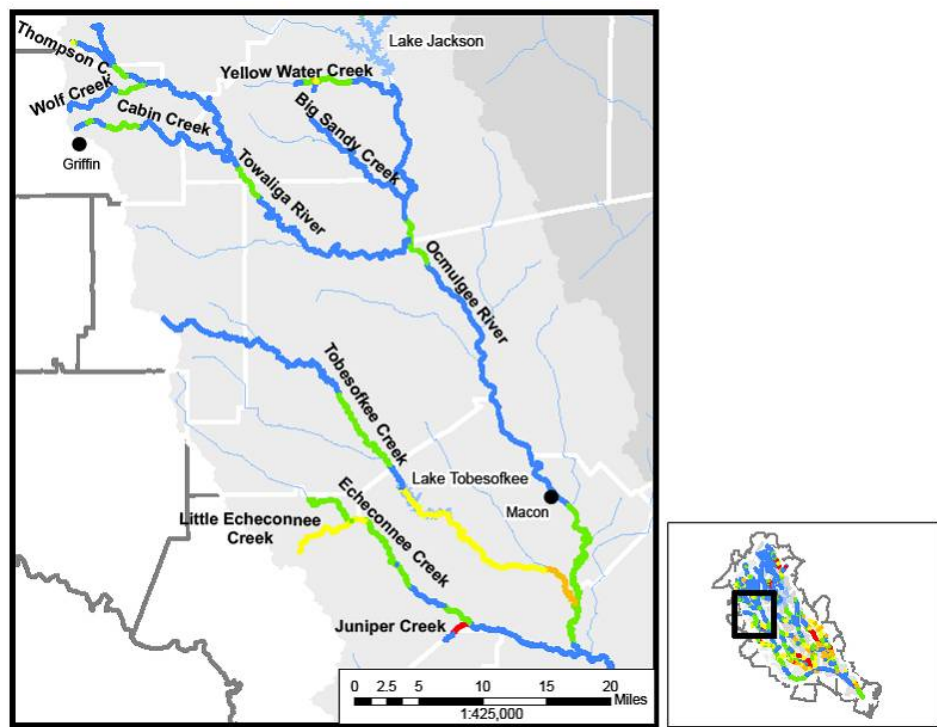 Lake Jackson
Thompson C.
Yellow Water Creek
Wolf Creek
Big Sandy Creek
Cabin Creek
Griffin
Towaliga River
Ocmulgee River
Tobesofkee Creek
Lake Tobesofkee
Macon
Echeconnee Creek
Little Echeconnee
Creek
Juniper Creek
0 2.5 5 10 15 20
Miles
1:425,000